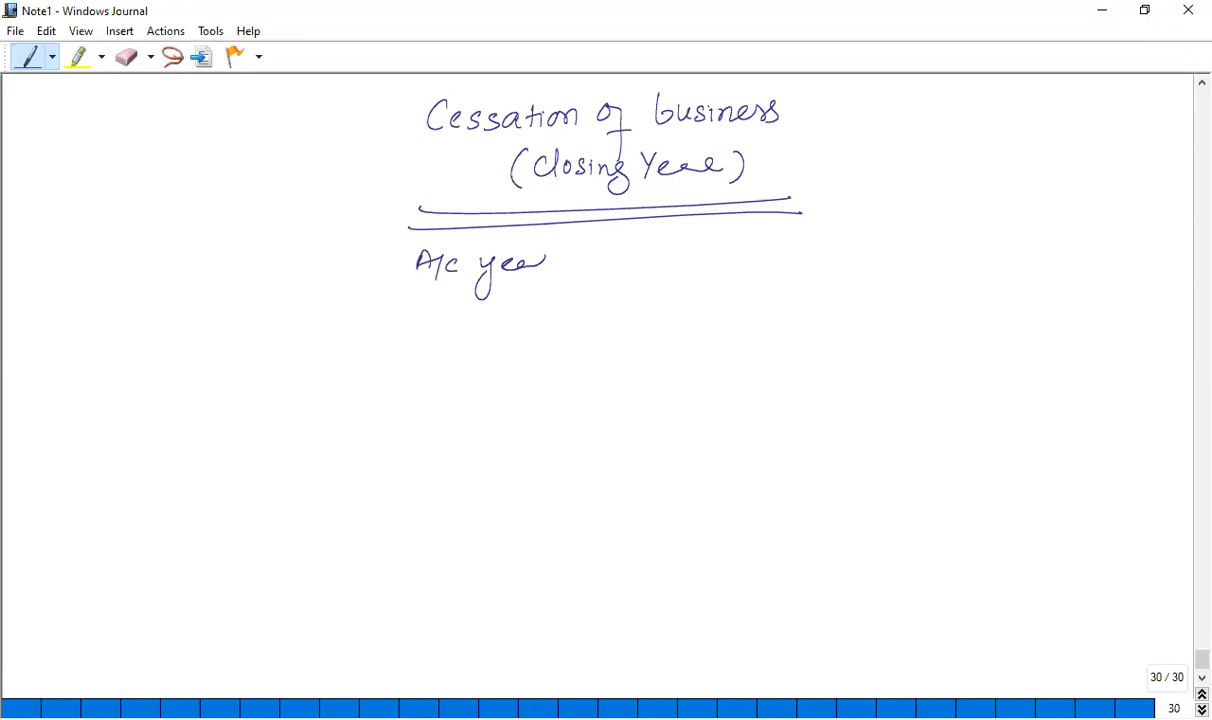 Note1 - Windows Journal
File Edit View Insert Actions Tools Help
Cessation of business
(Closing Year)
A/c year
30 / 30
30